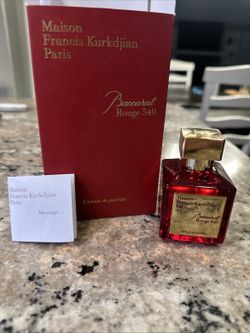 Maison
Francis Kurkdjian
Paris
Baccarat
Rouge 540
Extrait de parfum
Maison
Francis Kurkdjian
Paris
Maison
Francis Kurkdjian
Paris
Baccarat
Rouge 540